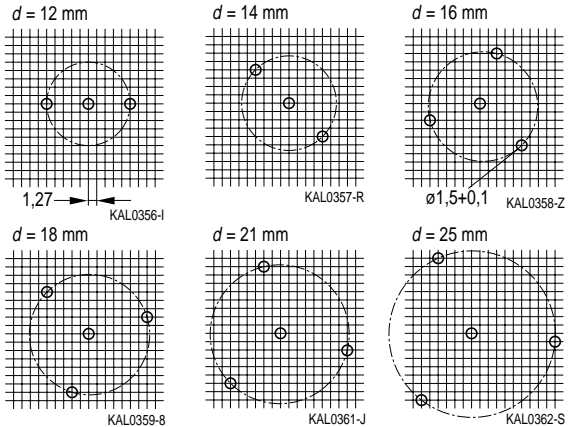 d = 12 mm
d = 14 mm
d = 16 mm
1,27
KAL0356-I
KAL0357-R
ø1,5+0,1
KAL0358-Z
d = 18 mm
d = 21 mm
d = 25 mm
KAL0359-8
KAL0361-J
KAL0362-S